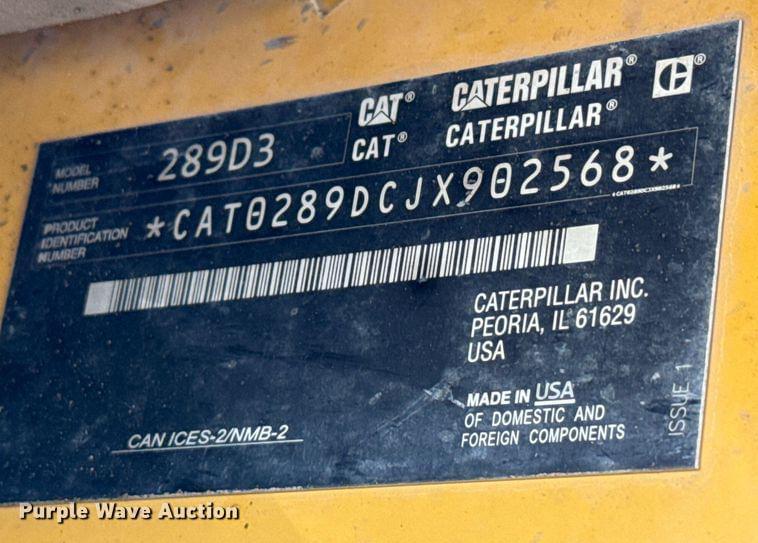 CAT® CATERPILLAR® C®
CAT® CATERPILLAR®
MODEL NUMBER 289D3
PRODUCT IDENTIFICATION NUMBER *CAT0289DCJX902568*
*CAT0289DCJX902568*
CATERPILLAR INC.
PEORIA, IL 61629
USA
MADE IN USA
OF DOMESTIC AND
FOREIGN COMPONENTS
CAN ICES-2/NMB-2
ISSUE 1
Purple Wave Auction